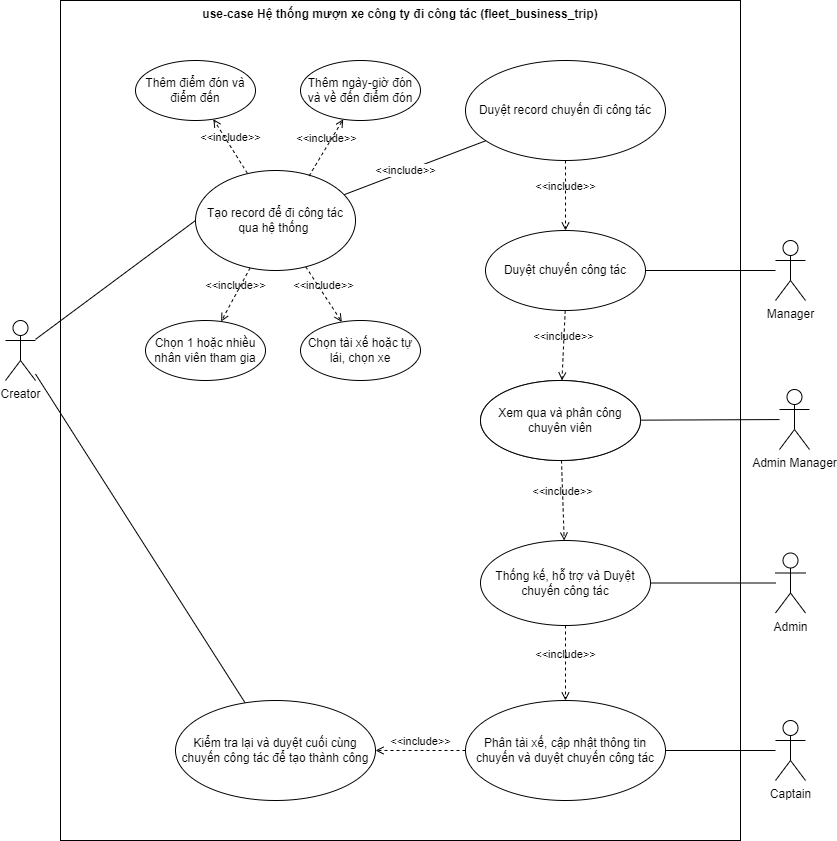 use-case Hệ thống mượn xe công ty đi công tác (fleet_business_trip)
Thêm điểm đón và
điểm đến
Thêm ngày-giờ đón
và về đến điểm đón
Duyệt record chuyến đi công tác
<<include>>
<<include>>
<<include>>
<<include>>
Tạo record để đi công tác
qua hệ thống
Duyệt chuyến công tác
Manager
<<include>>
<<include>>
Chọn 1 hoặc nhiều
nhân viên tham gia
Chọn tài xế hoặc tự
lái, chọn xe
<<include>>
Creator
Xem qua và phân công
chuyên viên
Admin Manager
<<include>>
Thống kế, hỗ trợ và Duyệt
chuyến công tác
Admin
<<include>>
Kiểm tra lại và duyệt cuối cùng
chuyến công tác để tạo thành công
<<include>>
Phân tài xế, cập nhật thông tin
chuyến và duyệt chuyến công tác
Captain